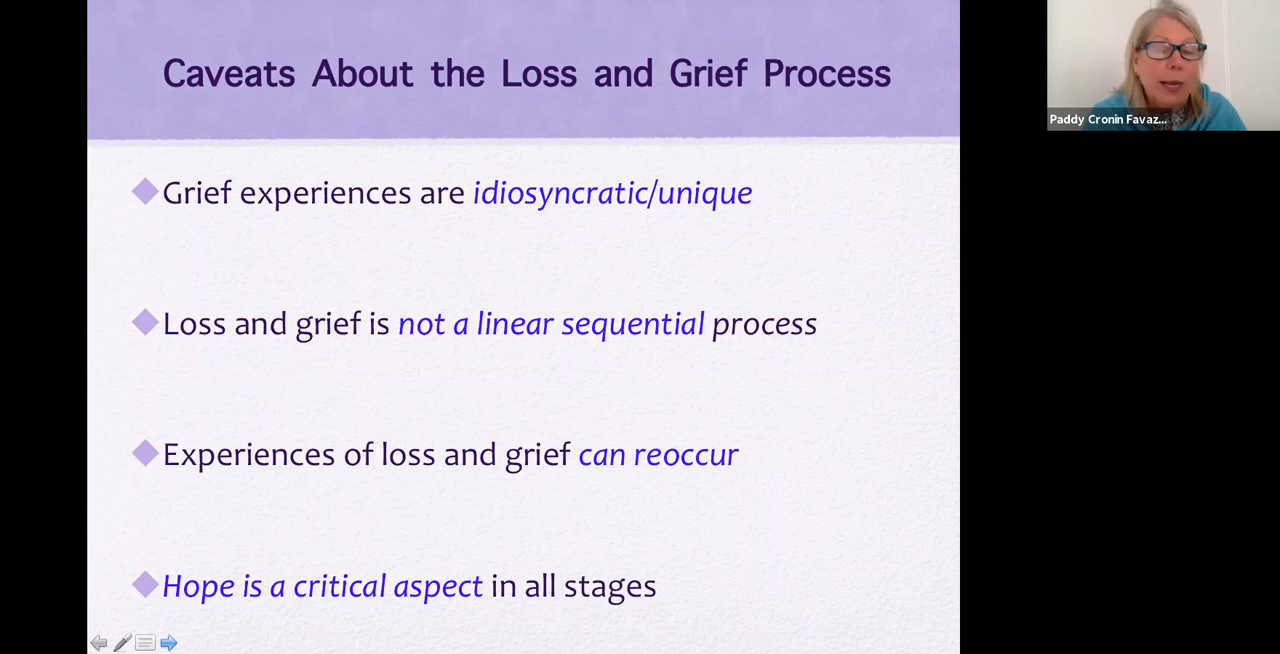 Caveats About the Loss and Grief Process
Grief experiences are idiosyncratic/unique
Loss and grief is not a linear sequential process
Experiences of loss and grief can reoccur
Hope is a critical aspect in all stages
Paddy Cronin Favaz...